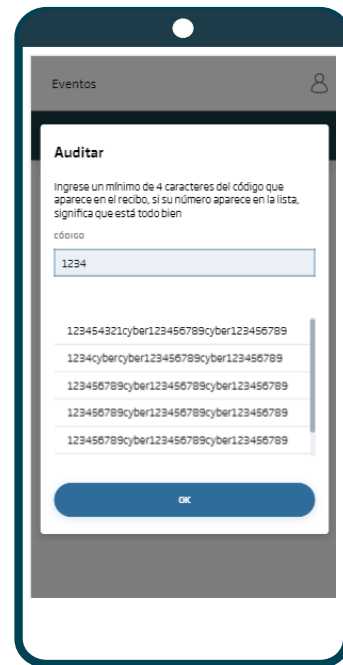 Eventos
Auditar
Ingrese un mínimo de 4 caracteres del código que
aparece en el recibo, si su número aparece en la lista,
significa que está todo bien
CÓDIGO
1234
123454321cyber123456789cyber123456789
1234cybercyber123456789cyber123456789
123456789cyber123456789cyber123456789
123456789cyber123456789cyber123456789
123456789cyber123456789cyber123456789
OK